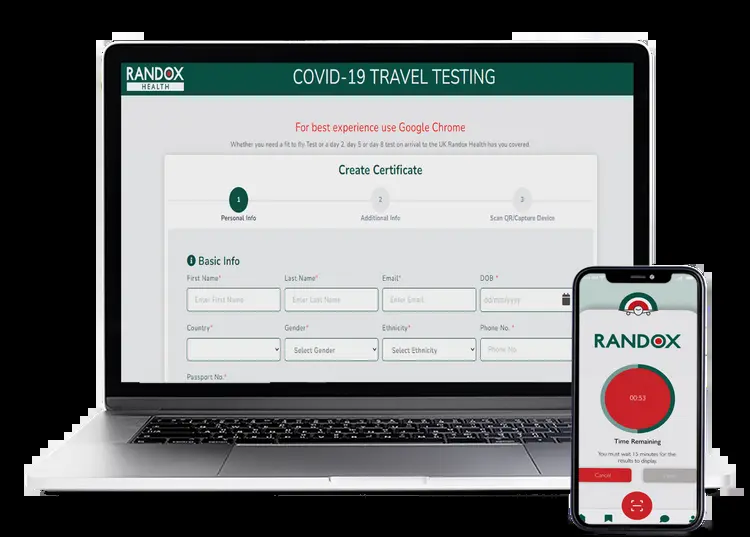 RANDOX
HEALTH
COVID-19 TRAVEL TESTING
For best experience use Google Chrome
Whether you need a fit to fly Test or a day 2, day 5 or day 8 test on arrival to the UK Randox Health has you covered.
Create Certificate
1
2
3
Personal Info
Additional Info
Scan QR/Capture Device
Basic Info
First Name*
Last Name*
Email*
DOB *
Enter First Name
Enter Last Name
Enter Email
dd/mm/yyyy
Country*
Gender*
Ethnicity*
Phone No. *
Select Gender
Select Ethnicity
Phone No.
Passport No.*
RANDOX
00:53
Time Remaining
You must wait 15 minutes for the
results to display.
Cancel